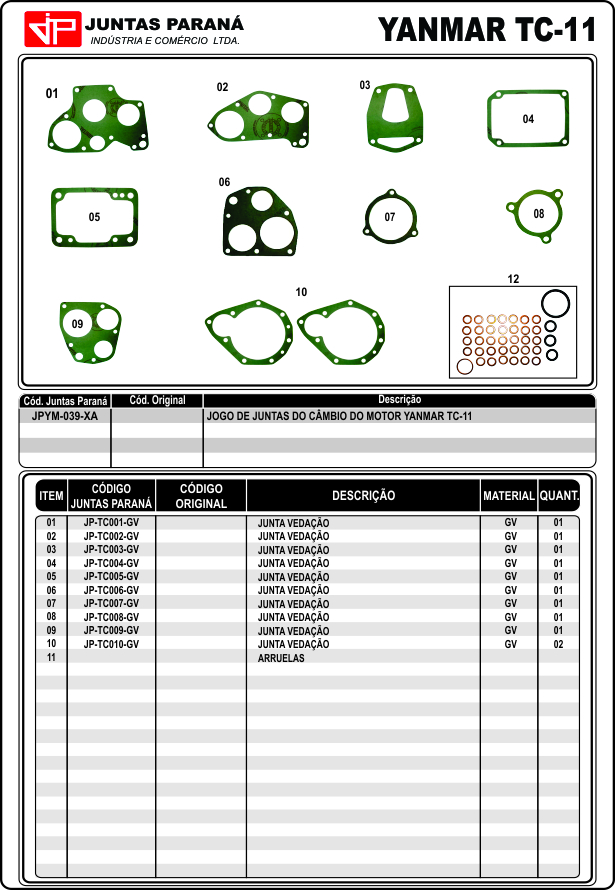 JP JUNTAS PARANÁ
INDÚSTRIA E COMÉRCIO LTDA.
YANMAR TC-11
01
02
03
04
05
06
07
08
09
10
12
Cód. Juntas Paraná Cód. Original Descrição
JPYM-039-XA JOGO DE JUNTAS DO CÂMBIO DO MOTOR YANMAR TC-11
ITEM CÓDIGO JUNTAS PARANÁ CÓDIGO ORIGINAL DESCRIÇÃO MATERIAL QUANT.
01 JP-TC001-GV JUNTA VEDAÇÃO GV 01
02 JP-TC002-GV JUNTA VEDAÇÃO GV 01
03 JP-TC003-GV JUNTA VEDAÇÃO GV 01
04 JP-TC004-GV JUNTA VEDAÇÃO GV 01
05 JP-TC005-GV JUNTA VEDAÇÃO GV 01
06 JP-TC006-GV JUNTA VEDAÇÃO GV 01
07 JP-TC007-GV JUNTA VEDAÇÃO GV 01
08 JP-TC008-GV JUNTA VEDAÇÃO GV 01
09 JP-TC009-GV JUNTA VEDAÇÃO GV 01
10 JP-TC010-GV JUNTA VEDAÇÃO GV 02
11 ARRUELAS